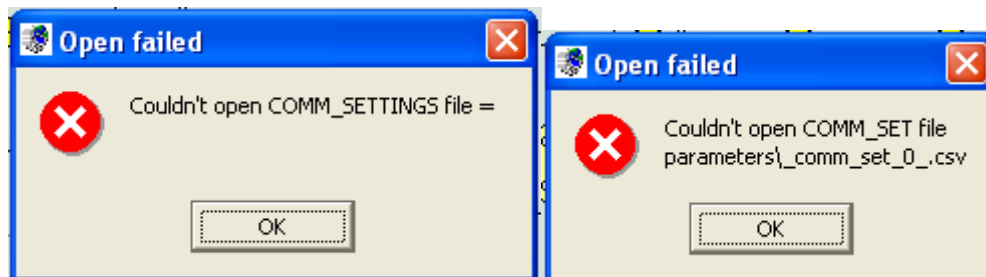 Open failed
Couldn't open COMM_SETTINGS file =
OK
Open failed
Couldn't open COMM_SET file
parameters\_comm_set_0_.csv
OK